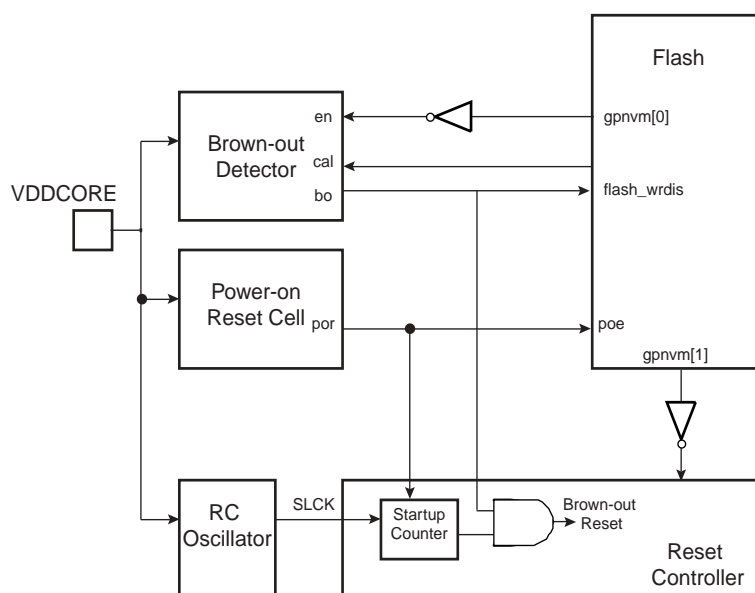 Flash
en
gpnvm[0]
Brown-out
Detector
cal
bo
flash_wrdis
VDDCORE
Power-on
Reset Cell
por
poe
gpnvm[1]
RC
Oscillator
SLCK
Startup
Counter
Brown-out
Reset
Reset
Controller